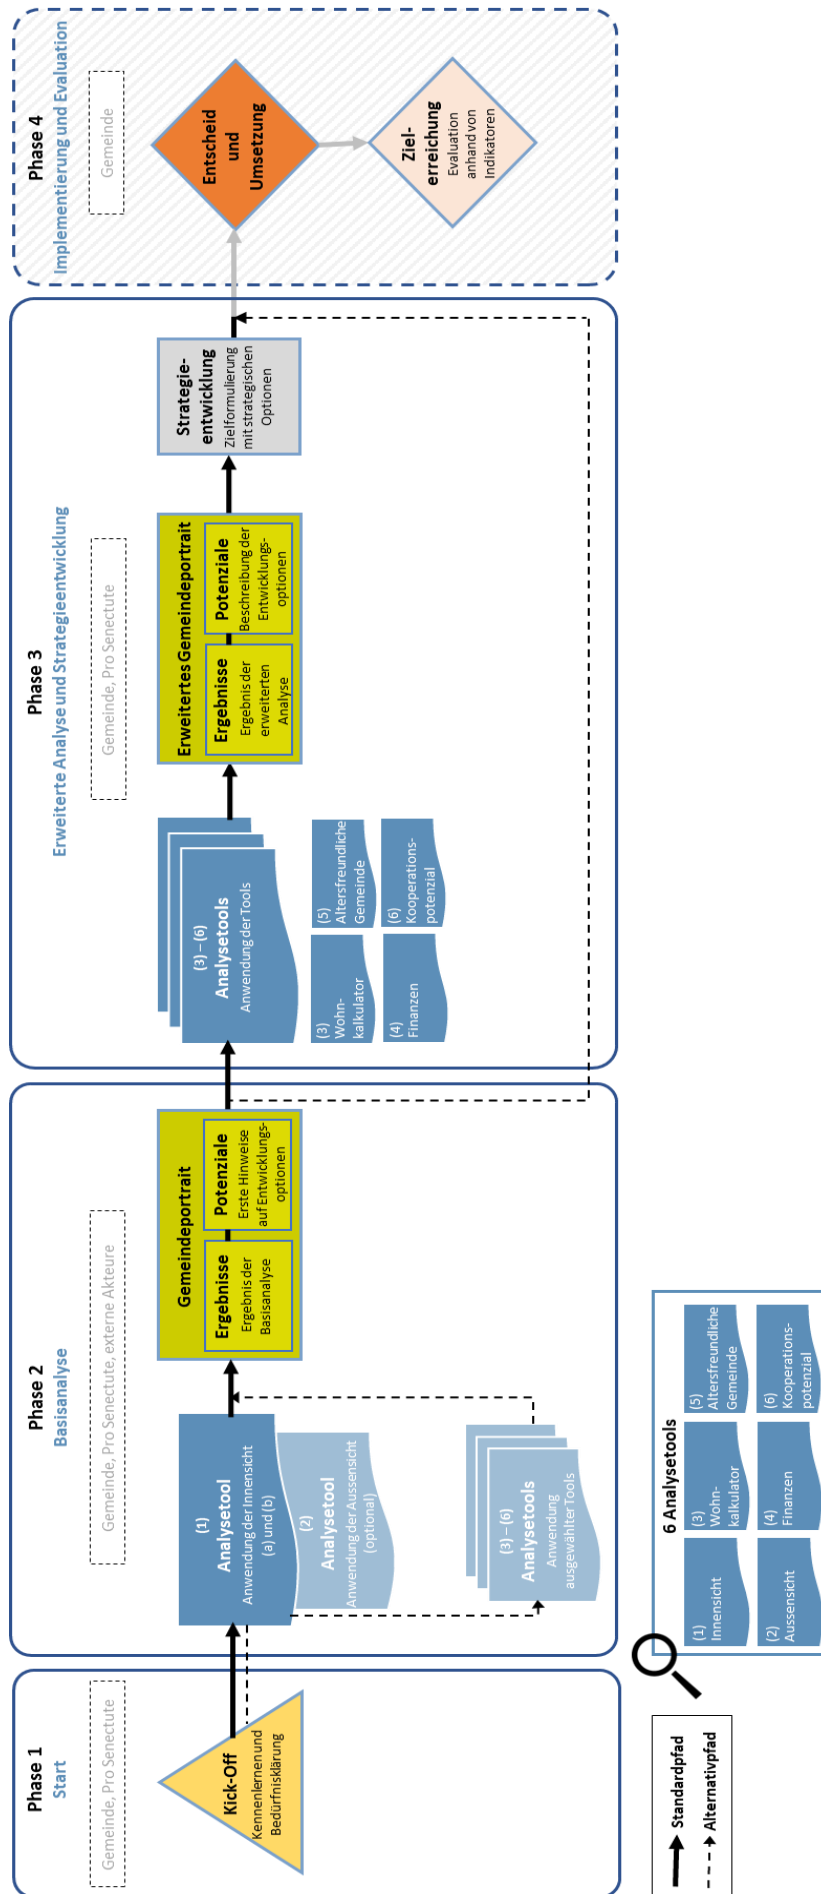 Phase 1
Start
Gemeinde, Pro Senectute
Kick-Off
Kennenlernen und
Bedürfnisklärung
Phase 2
Basisanalyse
Gemeinde, Pro Senectute, externe Akteure
(1)
Analysetool
Anwendung der Innensicht
(a) und (b)
(2)
Analysetool
Anwendung der Aussensicht
(optional)
(3) – (6)
Analysetools
Anwendung
ausgewählter Tools
Gemeindeportrait
Ergebnisse
Ergebnis der
Basisanalyse
Potenziale
Erste Hinweise
auf Entwicklungs-
optionen
Phase 3
Erweiterte Analyse und Strategieentwicklung
Gemeinde, Pro Senectute
(3) – (6)
Analysetools
Anwendung der Tools
(3)
Wohn-
kalkulator
(5)
Altersfreundliche
Gemeinde
(4)
Finanzen
(6)
Kooperations-
potenzial
Erweitertes Gemeindeportrait
Ergebnisse
Ergebnis der
erweiterten
Analyse
Potenziale
Beschreibung der
Entwicklungs-
optionen
Strategie-
entwicklung
Zielformulierung
mit strategischen
Optionen
Phase 4
Implementierung und Evaluation
Gemeinde
Entscheid
und
Umsetzung
Ziel-
erreichung
Evaluation
anhand von
Indikatoren
Standardpfad
Alternativpfad
6 Analysetools
(1)
Innensicht
(3)
Wohn-
kalkulator
(5)
Altersfreundliche
Gemeinde
(2)
Aussensicht
(4)
Finanzen
(6)
Kooperations-
potenzial